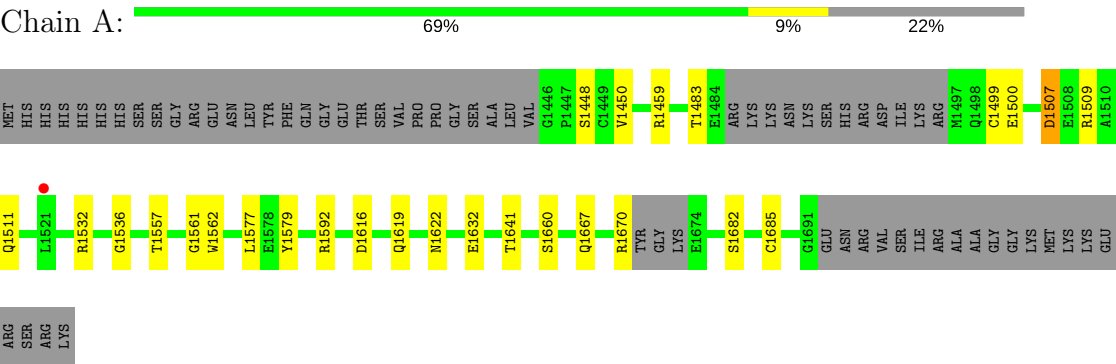 Chain A:
69% 9% 22%
MET HIS HIS HIS HIS HIS HIS SER SER GLY ARG GLU ASN LEU TYR PHE GLN GLY GLU THR SER VAL PRO PRO GLY SER ALA LEU VAL G1446 P1447 S1448 C1449 V1450 R1459 T1483 E1484 ARG LYS LYS ASN LYS SER HIS ARG ASP ILE LYS ARG M1497 Q1498 C1499 E1500 D1507 E1508 R1509 A1510
Q1511 L1521 R1532 G1536 T1557 G1561 W1562 L1577 E1578 Y1579 R1592 D1616 Q1619 N1622 E1632 T1641 S1660 Q1667 R1670 TYR GLY LYS E1674 S1682 C1685 G1691 GLU ASN ARG VAL SER ILE ARG ALA ALA GLY GLY LYS MET LYS LYS GLU
ARG SER ARG LYS